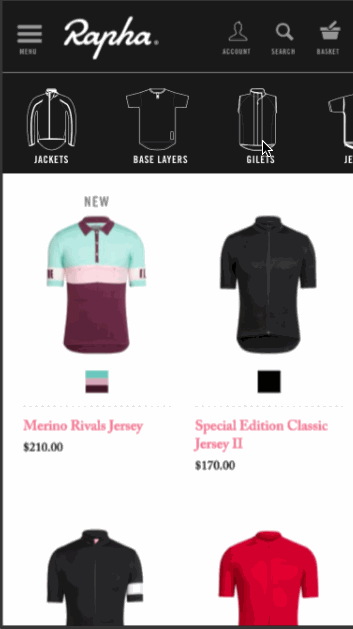 MENU
Rapha.
ACCOUNT
SEARCH
BASKET
JACKETS
BASE LAYERS
GILETS
JE
NEW
Merino Rivals Jersey
$210.00
Special Edition Classic
Jersey II
$170.00